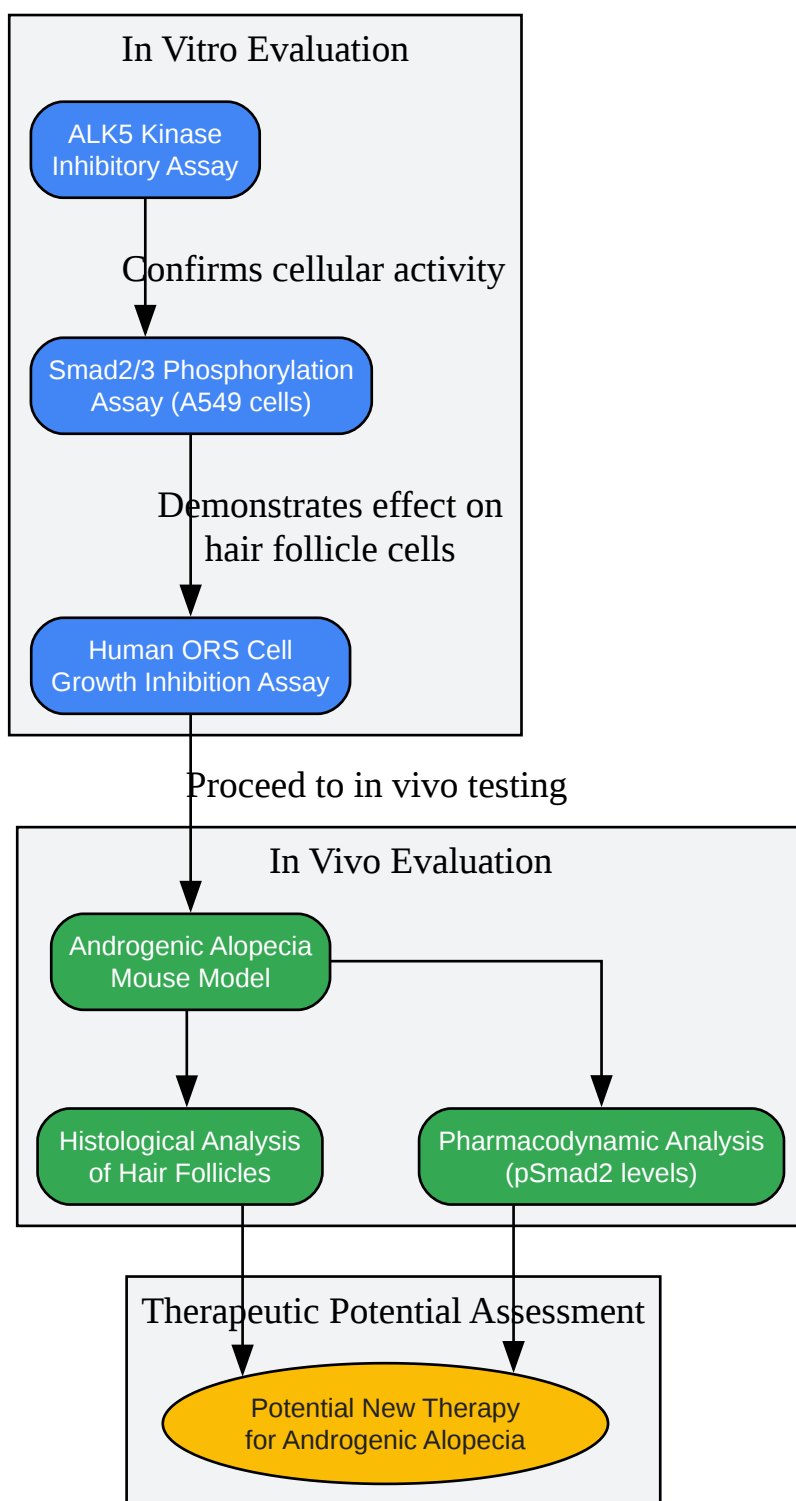 In Vitro Evaluation
ALK5 Kinase
Inhibitory Assay
Confirms cellular activity
Smad2/3 Phosphorylation
Assay (A549 cells)
Demonstrates effect on
hair follicle cells
Human ORS Cell
Growth Inhibition Assay
Proceed to in vivo testing
In Vivo Evaluation
Androgenic Alopecia
Mouse Model
Histological Analysis
of Hair Follicles
Pharmacodynamic Analysis
(pSmad2 levels)
Therapeutic Potential Assessment
Potential New Therapy
for Androgenic Alopecia